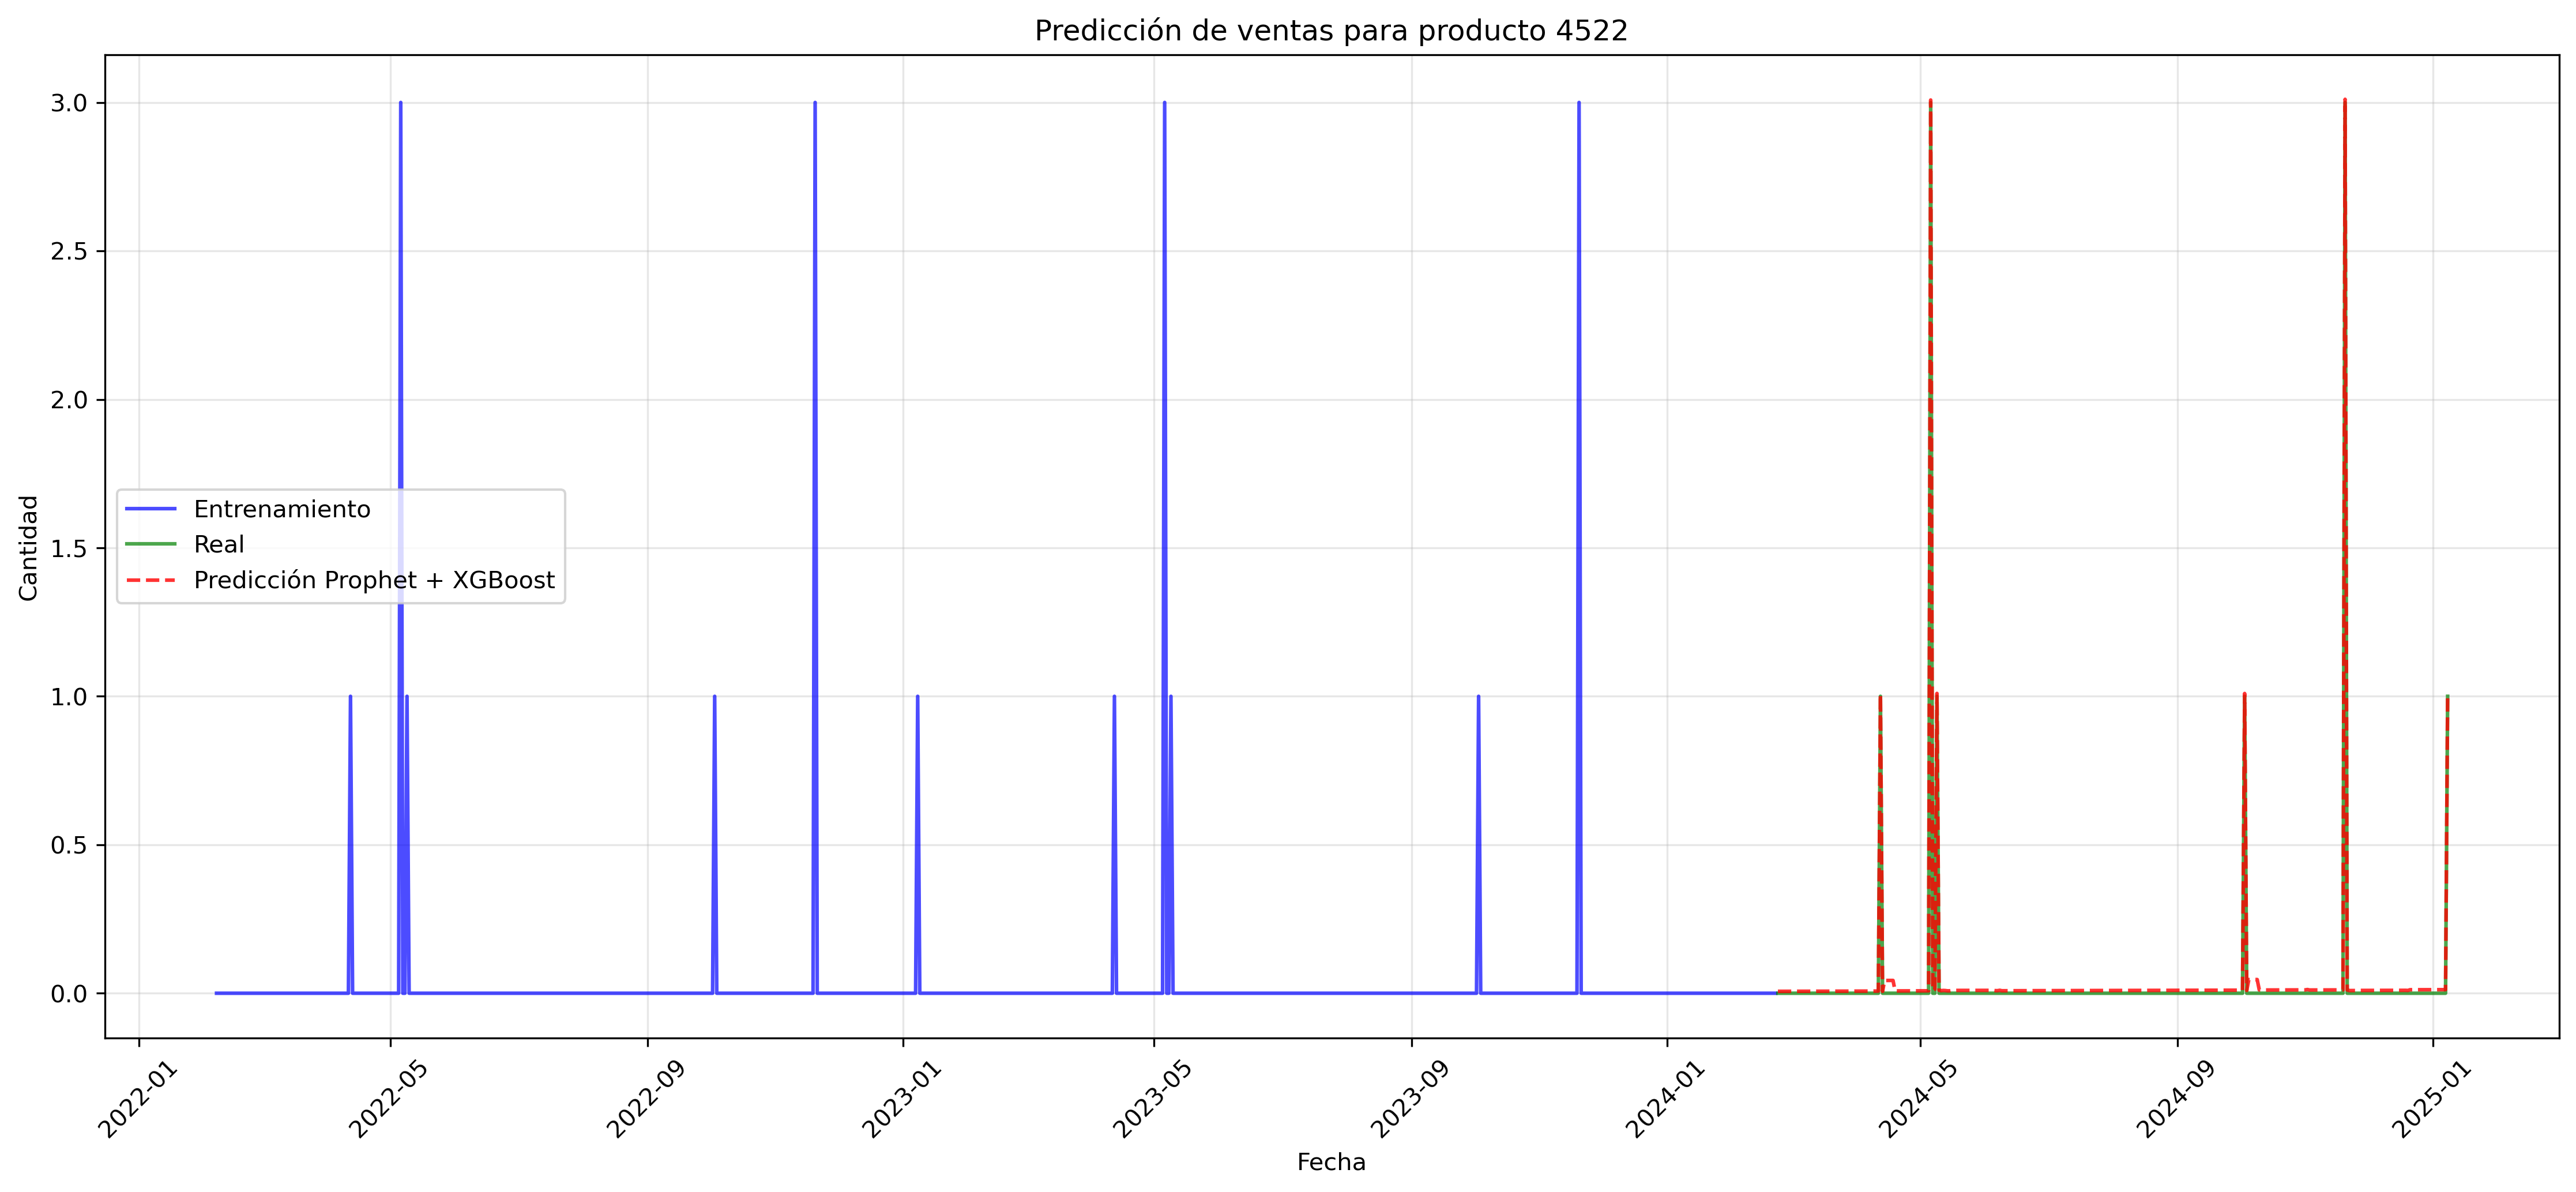 Predicción de ventas para producto 4522
Cantidad
3.0
2.5
2.0
1.5
1.0
0.5
0.0
Entrenamiento
Real
Predicción Prophet + XGBoost
2022-01
2022-05
2022-09
2023-01
2023-05
2023-09
2024-01
2024-05
2024-09
2025-01
Fecha